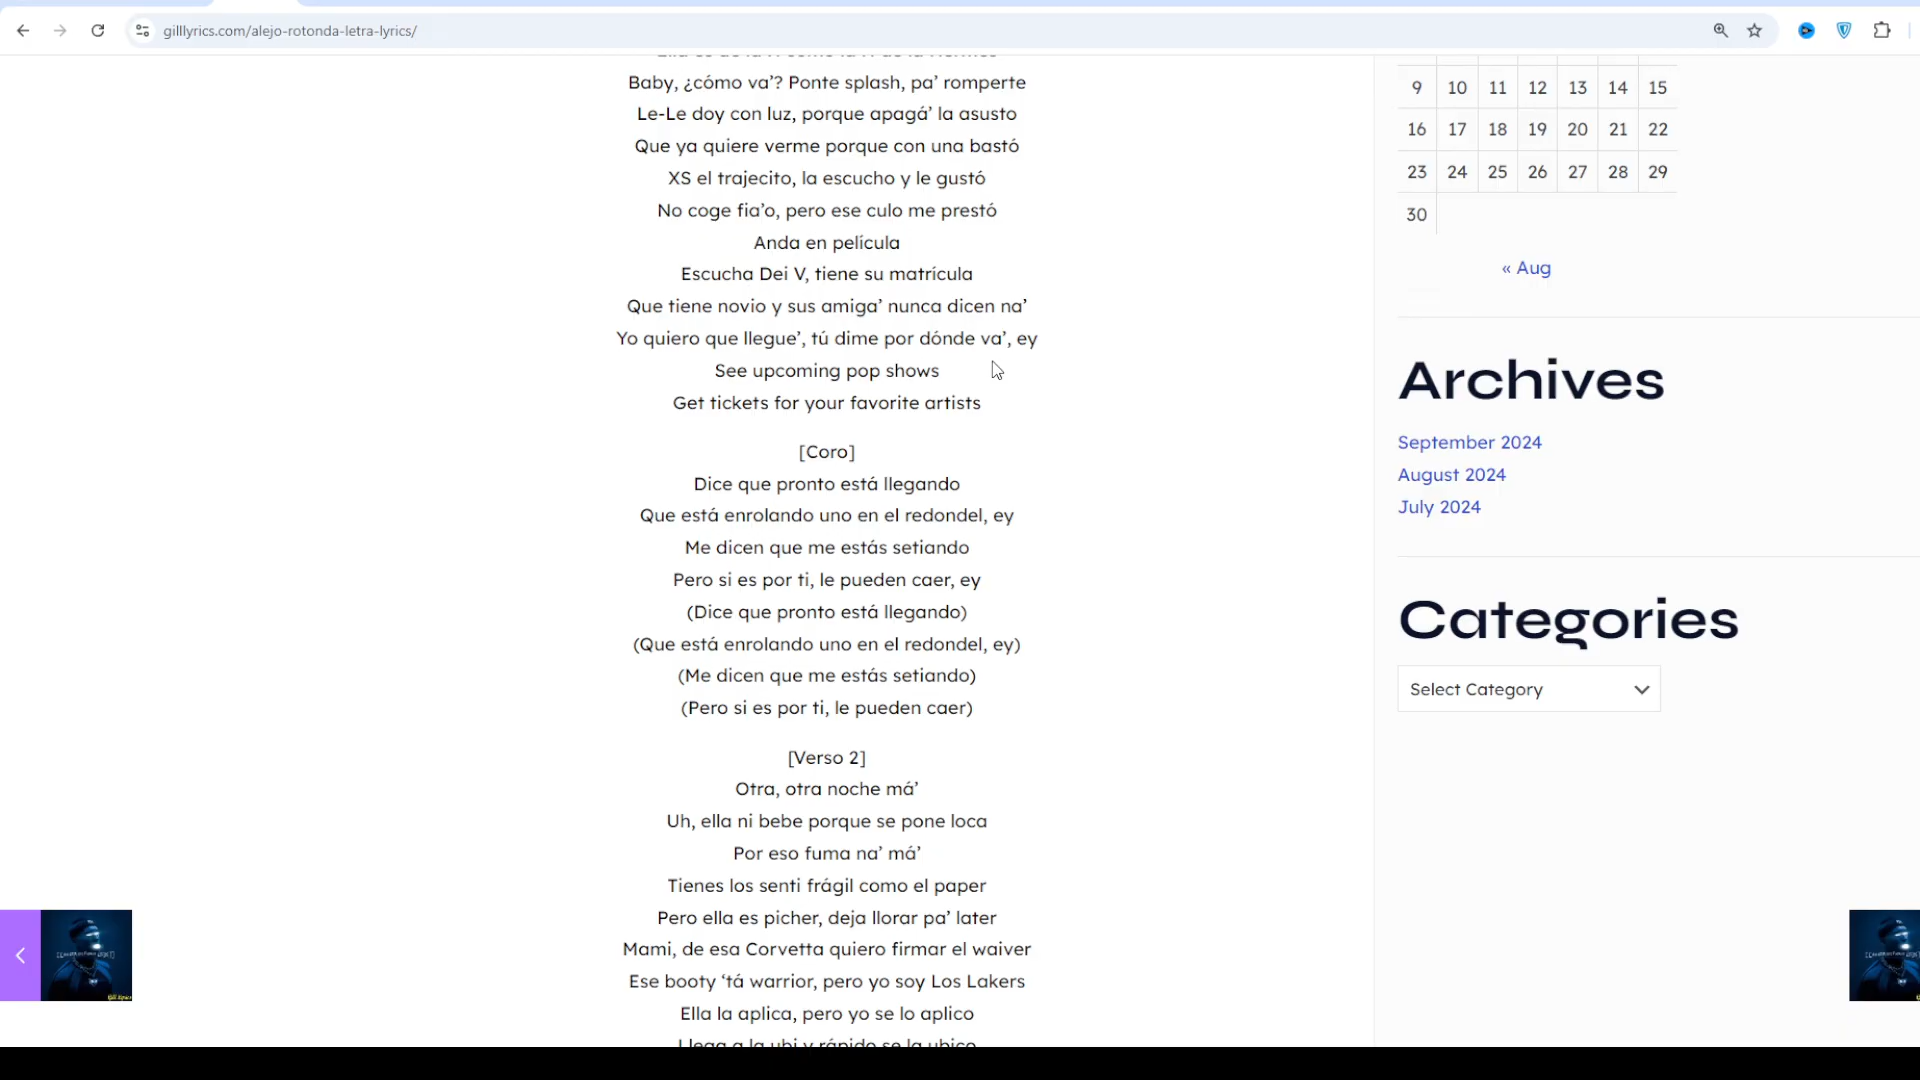 gilllyrics.com/alejo-rotonda-letra-lyrics/
Baby, ¿cómo va’? Ponte splash, pa’ romperte
Le-Le doy con luz, porque apagá’ la asusto
Que ya quiere verme porque con una bastó
XS el trajecito, la escucho y le gustó
No coge fia’o, pero ese culo me prestó
Anda en película
Escucha Dei V, tiene su matrícula
Que tiene novio y sus amiga’ nunca dicen na’
Yo quiero que llegue’, tú dime por dónde va’, ey
See upcoming pop shows
Get tickets for your favorite artists
[Coro]
Dice que pronto está llegando
Que está enrolando uno en el redondel, ey
Me dicen que me estás setiando
Pero si es por ti, le pueden caer, ey
(Dice que pronto está llegando)
(Que está enrolando uno en el redondel, ey)
(Me dicen que me estás setiando)
(Pero si es por ti, le pueden caer)
[Verso 2]
Otra, otra noche má’
Uh, ella ni bebe porque se pone loca
Por eso fuma na’ má’
Tienes los senti frágil como el paper
Pero ella es picher, deja llorar pa’ later
Mami, de esa Corvetta quiero firmar el waiver
Ese booty ‘tá warrior, pero yo soy Los Lakers
Ella la aplica, pero yo se lo aplico
Llega a la ubi y rápido se la ubico
9 10 11 12 13 14 15
16 17 18 19 20 21 22
23 24 25 26 27 28 29
30
« Aug
Archives
September 2024
August 2024
July 2024
Categories
Select Category